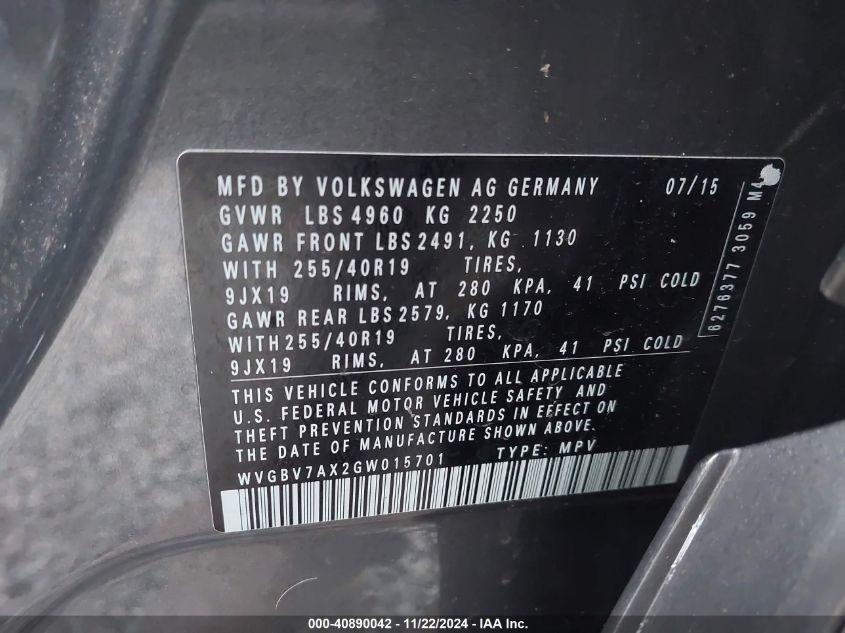 MFD BY VOLKSWAGEN AG GERMANY 07/15
GVWR LBS 4960 KG 2250
GAWR FRONT LBS 2491, KG 1130
WITH 255/40R19 TIRES,
9JX19 RIMS, AT 280 KPA, 41 PSI COLD
GAWR REAR LBS 2579, KG 1170
WITH 255/40R19 TIRES,
9JX19 RIMS, AT 280 KPA, 41 PSI COLD
THIS VEHICLE CONFORMS TO ALL APPLICABLE
U.S. FEDERAL MOTOR VEHICLE SAFETY AND
THEFT PREVENTION STANDARDS IN EFFECT ON
THE DATE OF MANUFACTURE SHOWN ABOVE.
WVGBV7AX2GW015701 TYPE: MPV
6276377 3059 M4
000-40890042 - 11/22/2024 - IAA Inc.